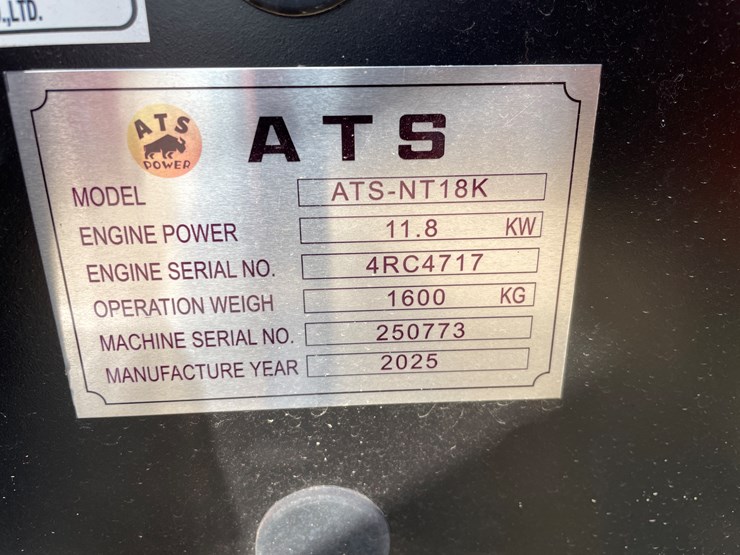 .,LTD.
ATS
POWER
ATS
MODEL ATS-NT18K
ENGINE POWER 11.8 KW
ENGINE SERIAL NO. 4RC4717
OPERATION WEIGH 1600 KG
MACHINE SERIAL NO. 250773
MANUFACTURE YEAR 2025